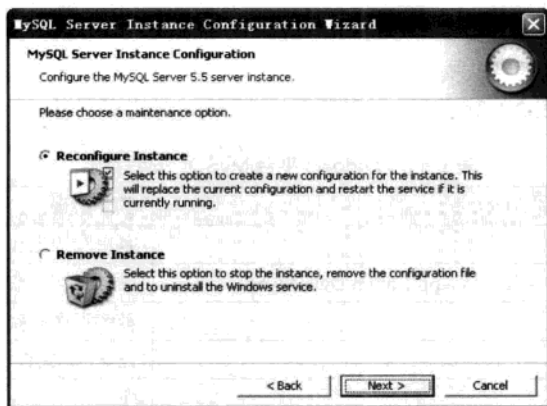 MySQL Server Instance Configuration Wizard
MySQL Server Instance Configuration
Configure the MySQL Server 5.5 server instance.
Please choose a maintenance option.
Reconfigure Instance
Select this option to create a new configuration for the instance. This
will replace the current configuration and restart the service if it is
currently running.
Remove Instance
Select this option to stop the instance, remove the configuration file
and to uninstall the Windows service.
< Back
Next >
Cancel